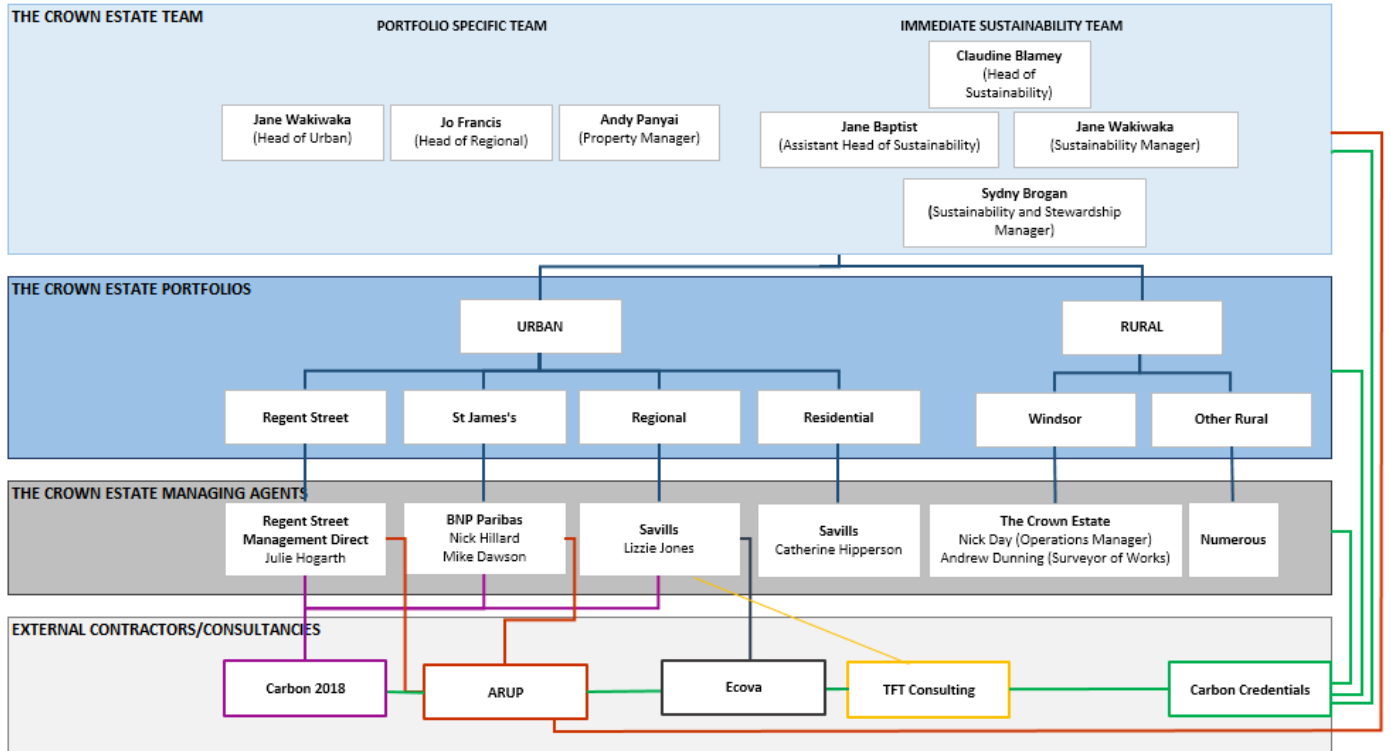 THE CROWN ESTATE TEAM
PORTFOLIO SPECIFIC TEAM
IMMEDIATE SUSTAINABILITY TEAM
Claudine Blamey
(Head of
Sustainability)
Jane Wakiwaka
(Head of Urban)
Jo Francis
(Head of Regional)
Andy Panyai
(Property Manager)
Jane Baptist
(Assistant Head of Sustainability)
Jane Wakiwaka
(Sustainability Manager)
Sydny Brogan
(Sustainability and Stewardship
Manager)
THE CROWN ESTATE PORTFOLIOS
URBAN
RURAL
Regent Street
St James's
Regional
Residential
Windsor
Other Rural
THE CROWN ESTATE MANAGING AGENTS
Regent Street
Management Direct
Julie Hogarth
BNP Paribas
Nick Hillard
Mike Dawson
Savills
Lizzie Jones
Savills
Catherine Hipperson
The Crown Estate
Nick Day (Operations Manager)
Andrew Dunning (Surveyor of Works)
Numerous
EXTERNAL CONTRACTORS/CONSULTANCIES
Carbon 2018
ARUP
Ecova
TFT Consulting
Carbon Credentials